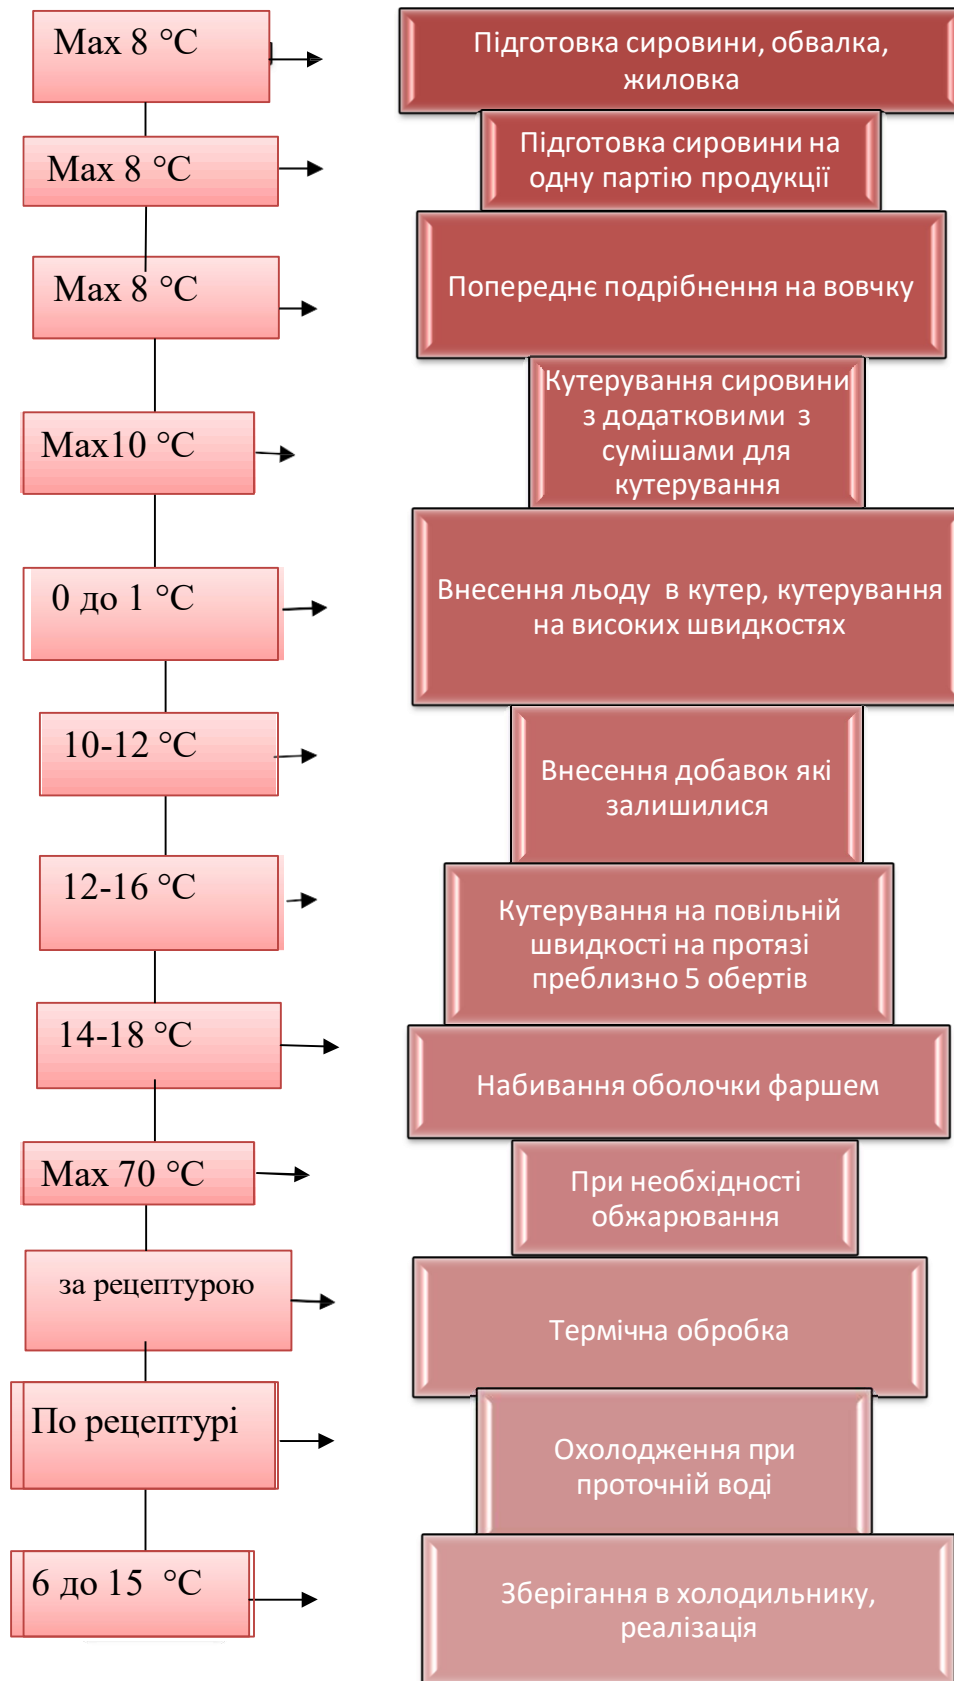 Max 8 °C
Підготовка сировини, обвалка,
жиловка
Max 8 °C
Підготовка сировини на
одну партію продукції
Max 8 °C
Попереднє подрібнення на вовчку
Max10 °C
Кутерування сировини
з додатковими з
сумішами для
кутерування
0 до 1 °C
Внесення льоду в кутер, кутерування
на високих швидкостях
10-12 °C
Внесення добавок які
залишилися
12-16 °C
Кутерування на повільній
швидкості на протязі
преблизно 5 обертів
14-18 °C
Набивання оболочки фаршем
Max 70 °C
При необхідності
обжарювання
за рецептурою
Термічна обробка
По рецептурі
Охолодження при
проточній воді
6 до 15 °C
Зберігання в холодильнику,
реалізація